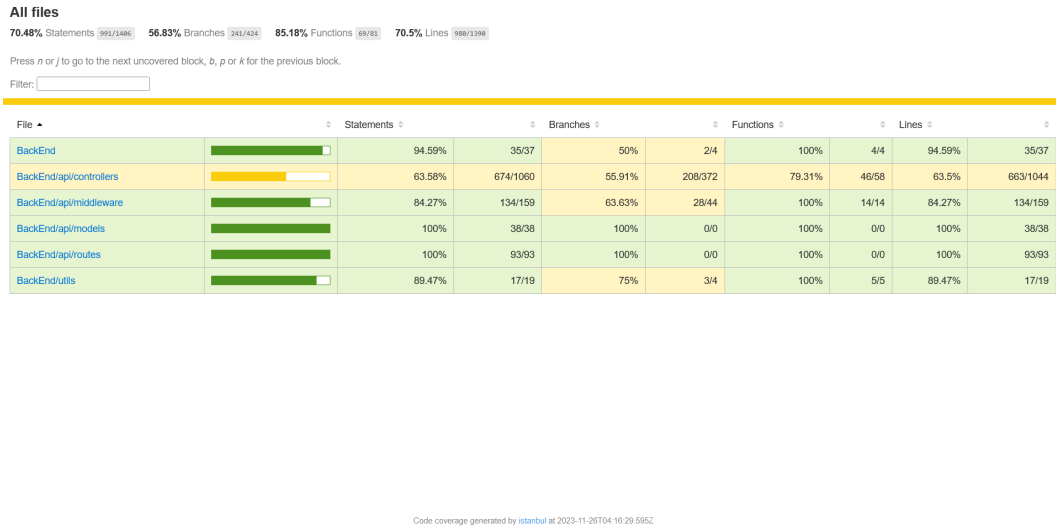 All files
70.48% Statements 991/1406 56.83% Branches 241/424 85.18% Functions 69/81 70.5% Lines 980/1390
Press n or j to go to the next uncovered block, b, p or k for the previous block.
Filter:
File Statements Branches Functions Lines
BackEnd 94.59% 35/37 50% 2/4 100% 4/4 94.59% 35/37
BackEnd/api/controllers 63.58% 674/1060 55.91% 208/372 79.31% 46/58 63.5% 663/1044
BackEnd/api/middleware 84.27% 134/159 63.63% 28/44 100% 14/14 84.27% 134/159
BackEnd/api/models 100% 38/38 100% 0/0 100% 0/0 100% 38/38
BackEnd/api/routes 100% 93/93 100% 0/0 100% 0/0 100% 93/93
BackEnd/utils 89.47% 17/19 75% 3/4 100% 5/5 89.47% 17/19
Code coverage generated by istanbul at 2023-11-26T04:16:29.595Z